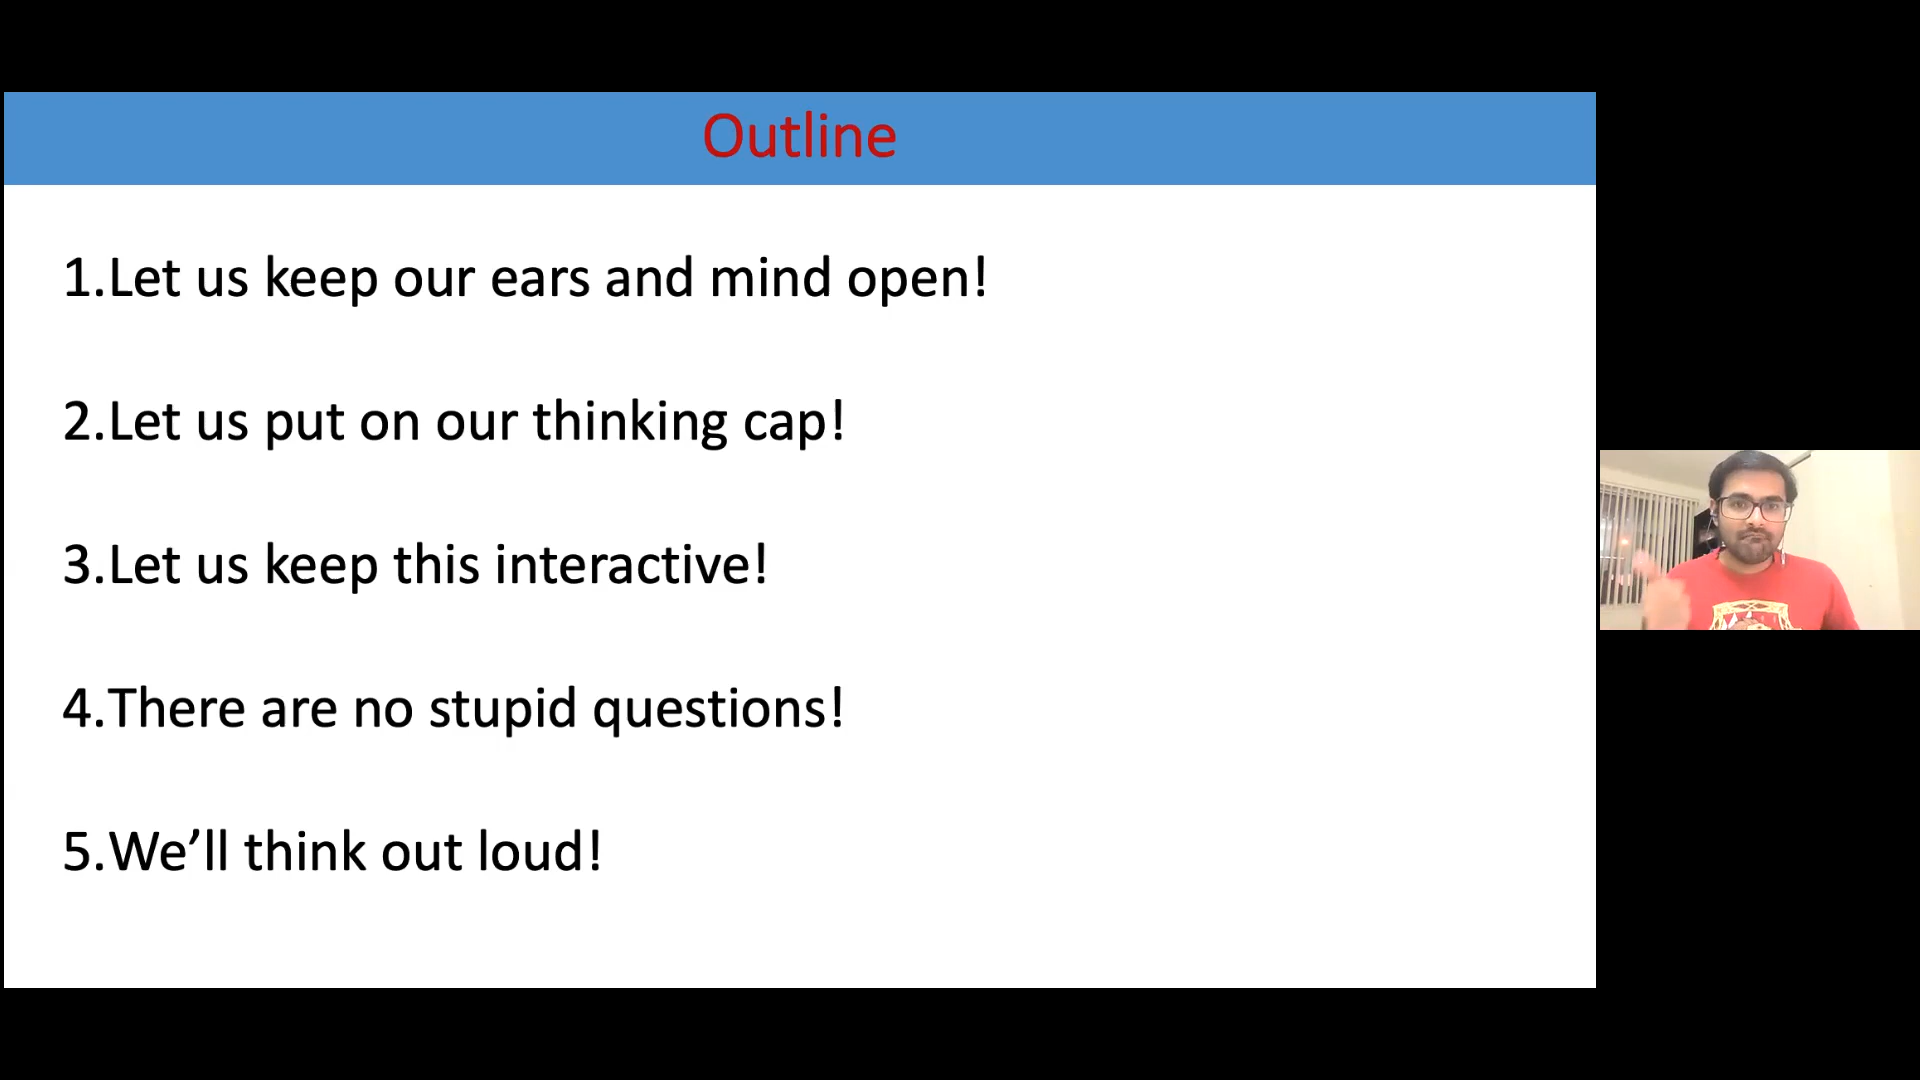 Outline
1.Let us keep our ears and mind open!
2.Let us put on our thinking cap!
3.Let us keep this interactive!
4.There are no stupid questions!
5.We’ll think out loud!